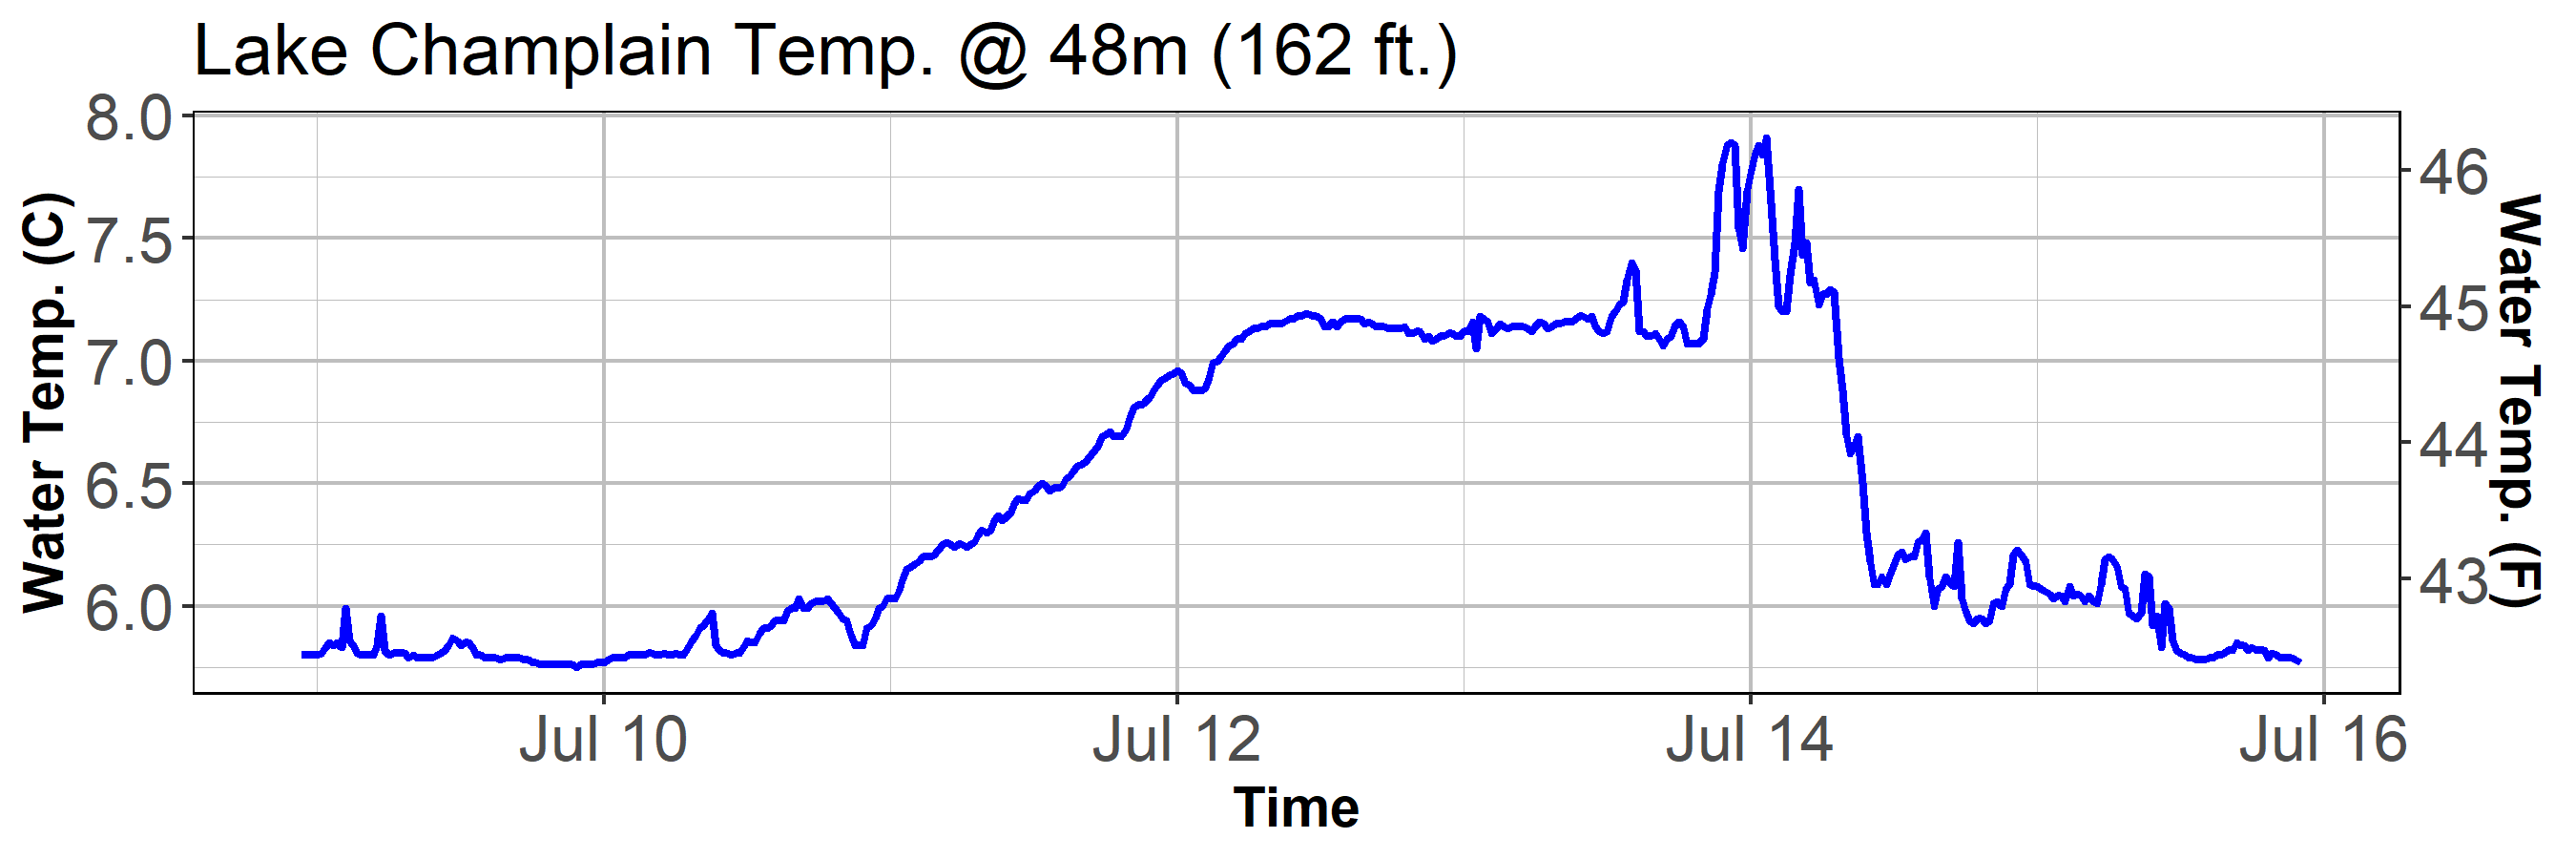 Lake Champlain Temp. @ 48m (162 ft.)
Water Temp. (C)
8.0
7.5
7.0
6.5
6.0
46
45
44
43
Water Temp. (F)
Jul 10
Jul 12
Jul 14
Jul 16
Time